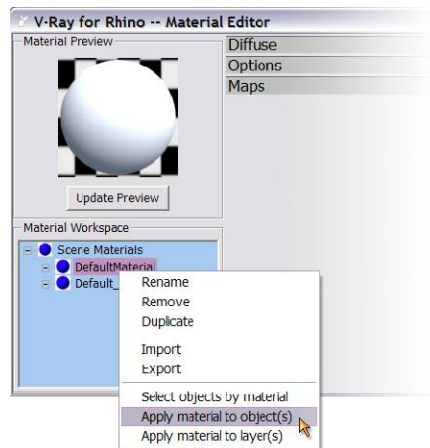 V-Ray for Rhino -- Material Editor
Material Preview
Diffuse
Options
Maps
Update Preview
Material Workspace
Scene Materials
DefaultMaterial
Default_
Rename
Remove
Duplicate
Import
Export
Select objects by material
Apply material to object(s)
Apply material to layer(s)